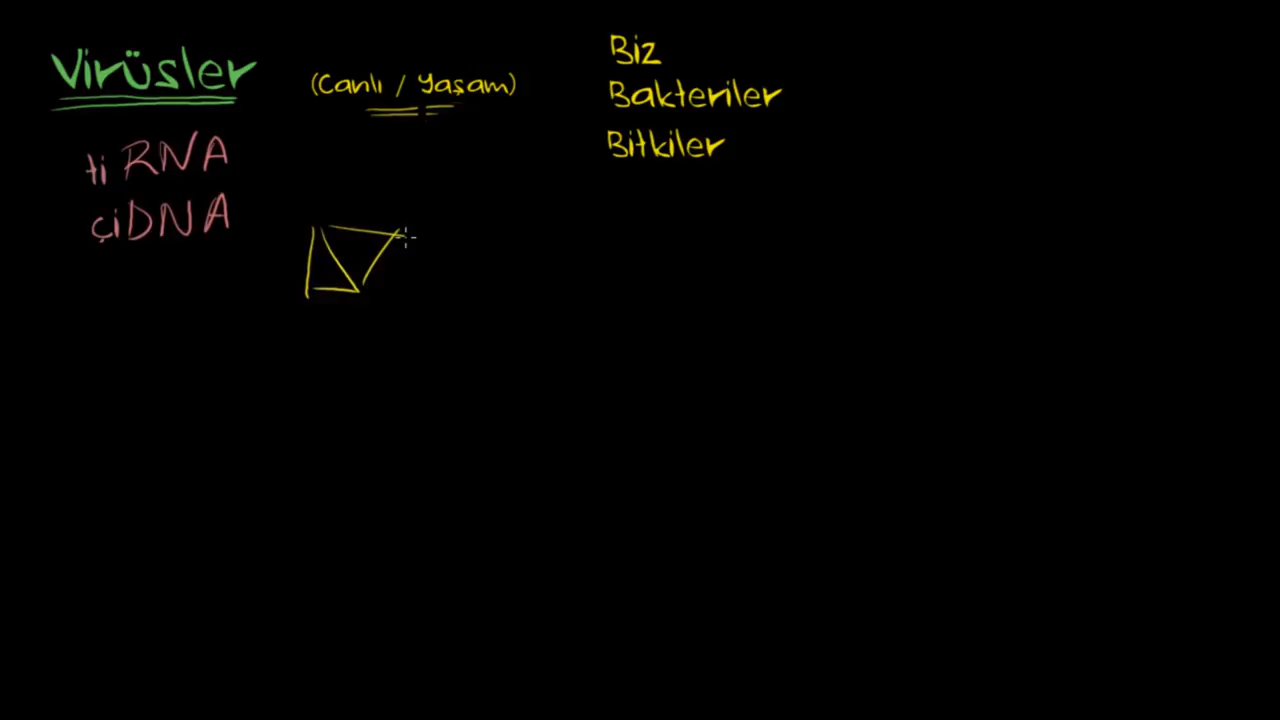 Virüsler
(Canlı / Yaşam)
tiRNA
çiDNA
Biz
Bakteriler
Bitkiler